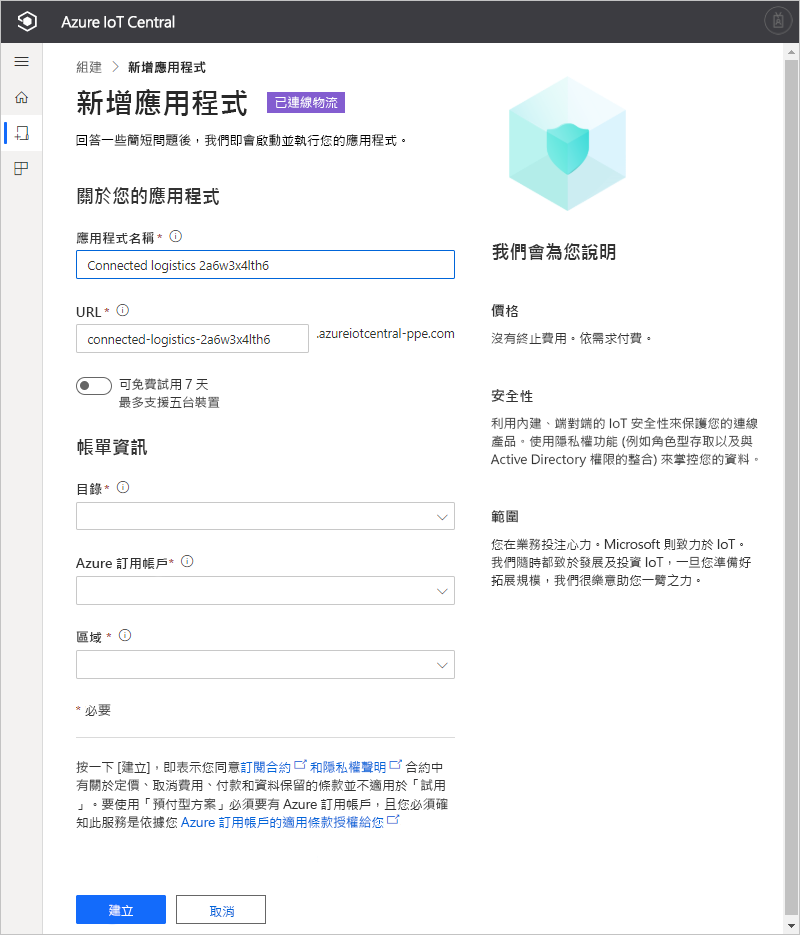 Azure IoT Central
組建 > 新增應用程式
新增應用程式 已連線物流
回答一些簡短問題後，我們即會啟動並執行您的應用程式。
關於您的應用程式
應用程式名稱*
Connected logistics 2a6w3x4lth6
URL *
connected-logistics-2a6w3x4lth6 .azureiotcentral-ppe.com
可免費試用 7 天
最多支援五台裝置
帳單資訊
目錄*
Azure 訂用帳戶*
區域 *
* 必要
按一下 [建立]，即表示您同意訂閱合約 和隱私權聲明 合約中
有關於定價、取消費用、付款和資料保留的條款並不適用於「試用
」。要使用「預付型方案」必須要有 Azure 訂用帳戶，且您必須確
知此服務是依據您 Azure 訂用帳戶的適用條款授權給您
建立 取消
我們會為您說明
價格
沒有終止費用。依需求付費。
安全性
利用內建、端對端的 IoT 安全性來保護您的連線
產品。使用隱私權功能 (例如角色型存取以及與
Active Directory 權限的整合) 來掌控您的資料。
範圍
您在業務投注心力。Microsoft 則致力於 IoT。
我們隨時都致於發展及投資 IoT，一旦您準備好
拓展規模，我們很樂意助您一臂之力。